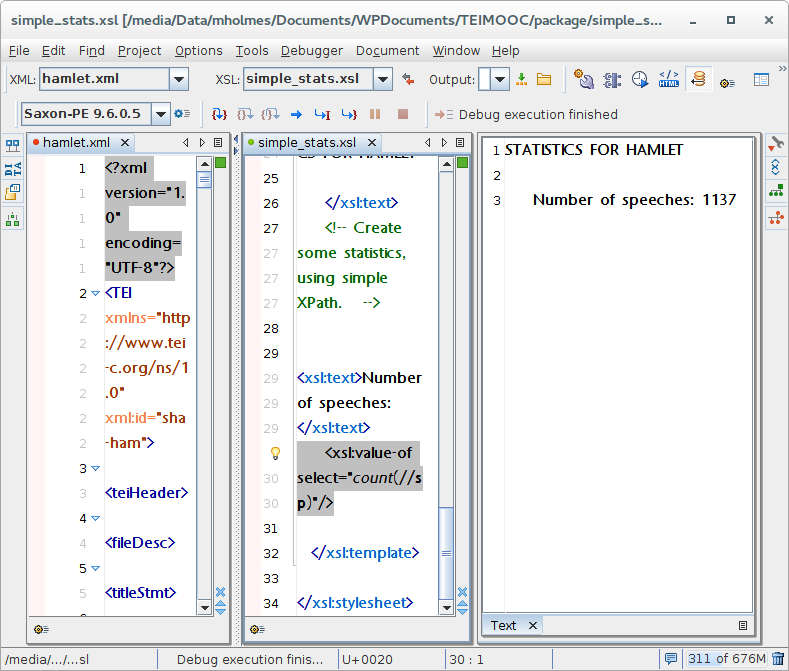 simple_stats.xsl [/media/Data/mholmes/Documents/WPDocuments/TEIMOOC/package/simple_s...
File Edit Find Project Options Tools Debugger Document Window Help
XML: hamlet.xml XSL: simple_stats.xsl Output:
Saxon-PE 9.6.0.5 Debug execution finished
hamlet.xml
1 <?xml
1 version="1.
1 0"
1 encoding=
1 "UTF-8"?>
2 <TEI
2 xmlns="http
2 ://www.tei
2 -c.org/ns/1
2 .0"
2 xml:id="sha
2 -ham">
3
3 <teiHeader>
4
4 <fileDesc>
5
5 <titleStmt>
simple_stats.xsl
25
26 </xsl:text>
27 <!-- Create
27 some statistics,
27 using simple
27 XPath. -->
28
29
29 <xsl:text>Number
29 of speeches:
29 </xsl:text>
<xsl:value-of
30 select="count(//s
30 p)"/>
31
32 </xsl:template>
33
34 </xsl:stylesheet>
1 STATISTICS FOR HAMLET
2
3 Number of speeches: 1137
Text
/media/.../...sl Debug execution finis... U+0020 30 : 1 311 of 676M